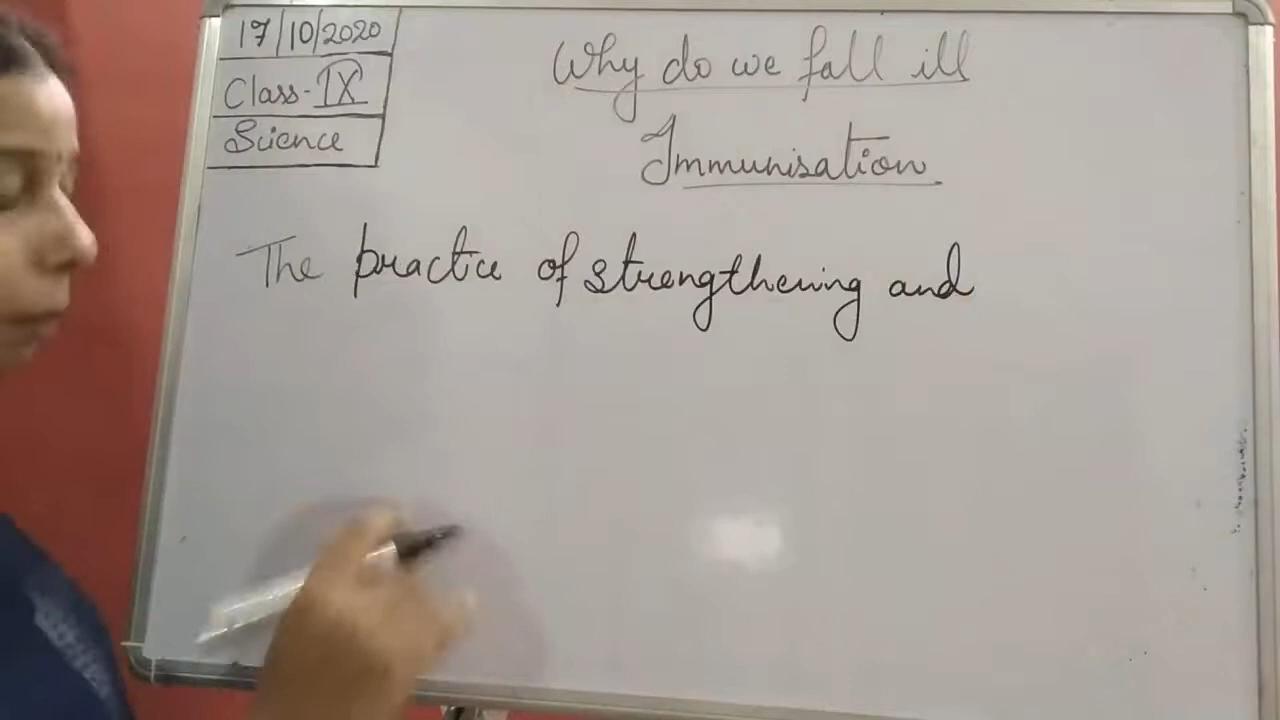 17/10/2020
Class-IX
Science
Why do we fall ill
Immunisation
The practice of strengthening and